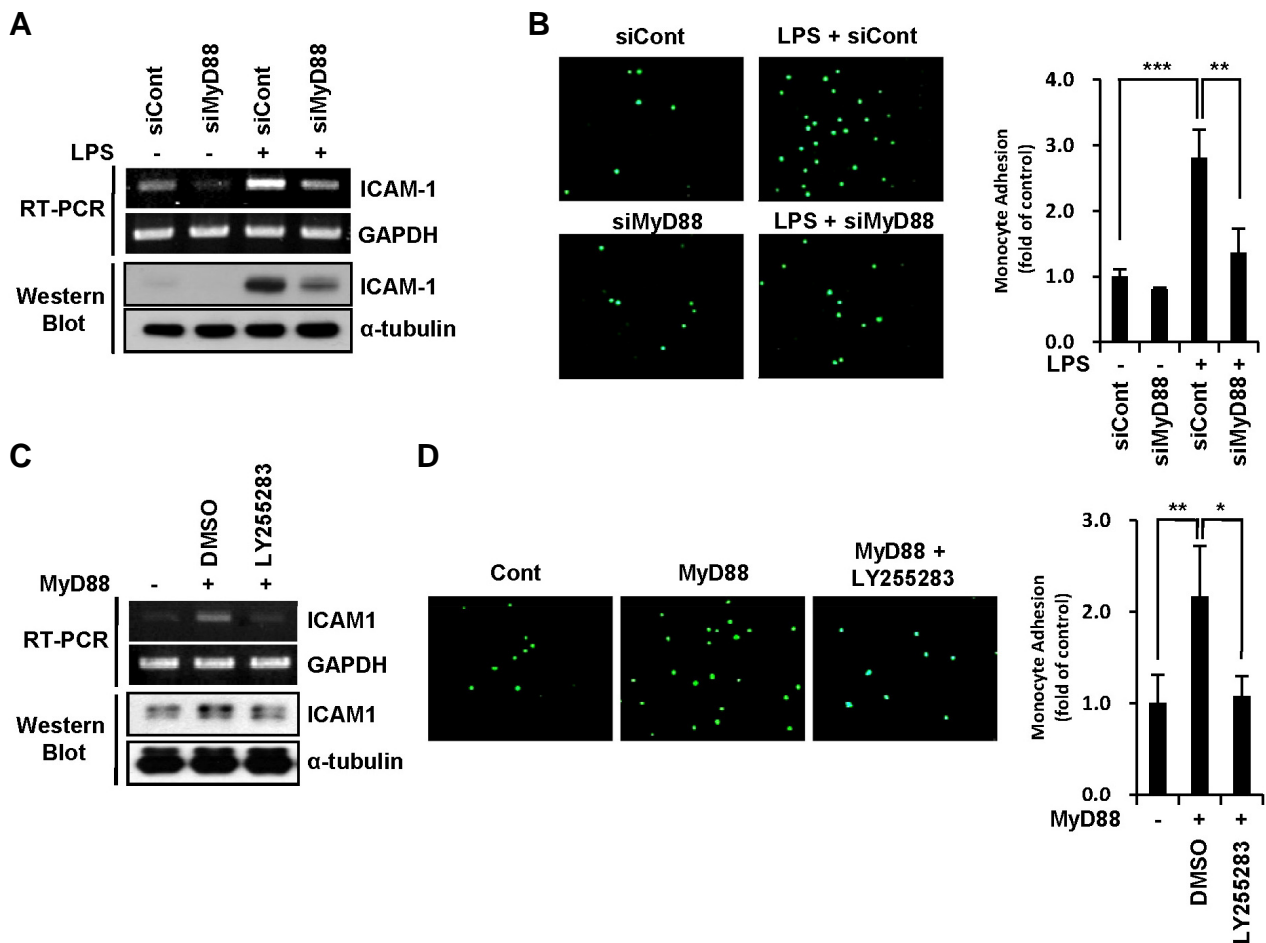 A
siCont
siMyD88
siCont
siMyD88
LPS - - + +
RT-PCR
ICAM-1
GAPDH
Western
Blot
ICAM-1
α-tubulin
B
siCont
LPS + siCont
siMyD88
LPS + siMyD88
Monocyte Adhesion
(fold of control)
4.0
3.0
2.0
1.0
0.0
***
**
LPS - - + +
siCont
siMyD88
siCont
siMyD88
C
DMSO
LY255283
MyD88 - + +
RT-PCR
ICAM1
GAPDH
Western
Blot
ICAM1
α-tubulin
D
Cont
MyD88
MyD88 +
LY255283
Monocyte Adhesion
(fold of control)
3.0
2.0
1.0
0.0
**
*
MyD88 - + +
DMSO
LY255283